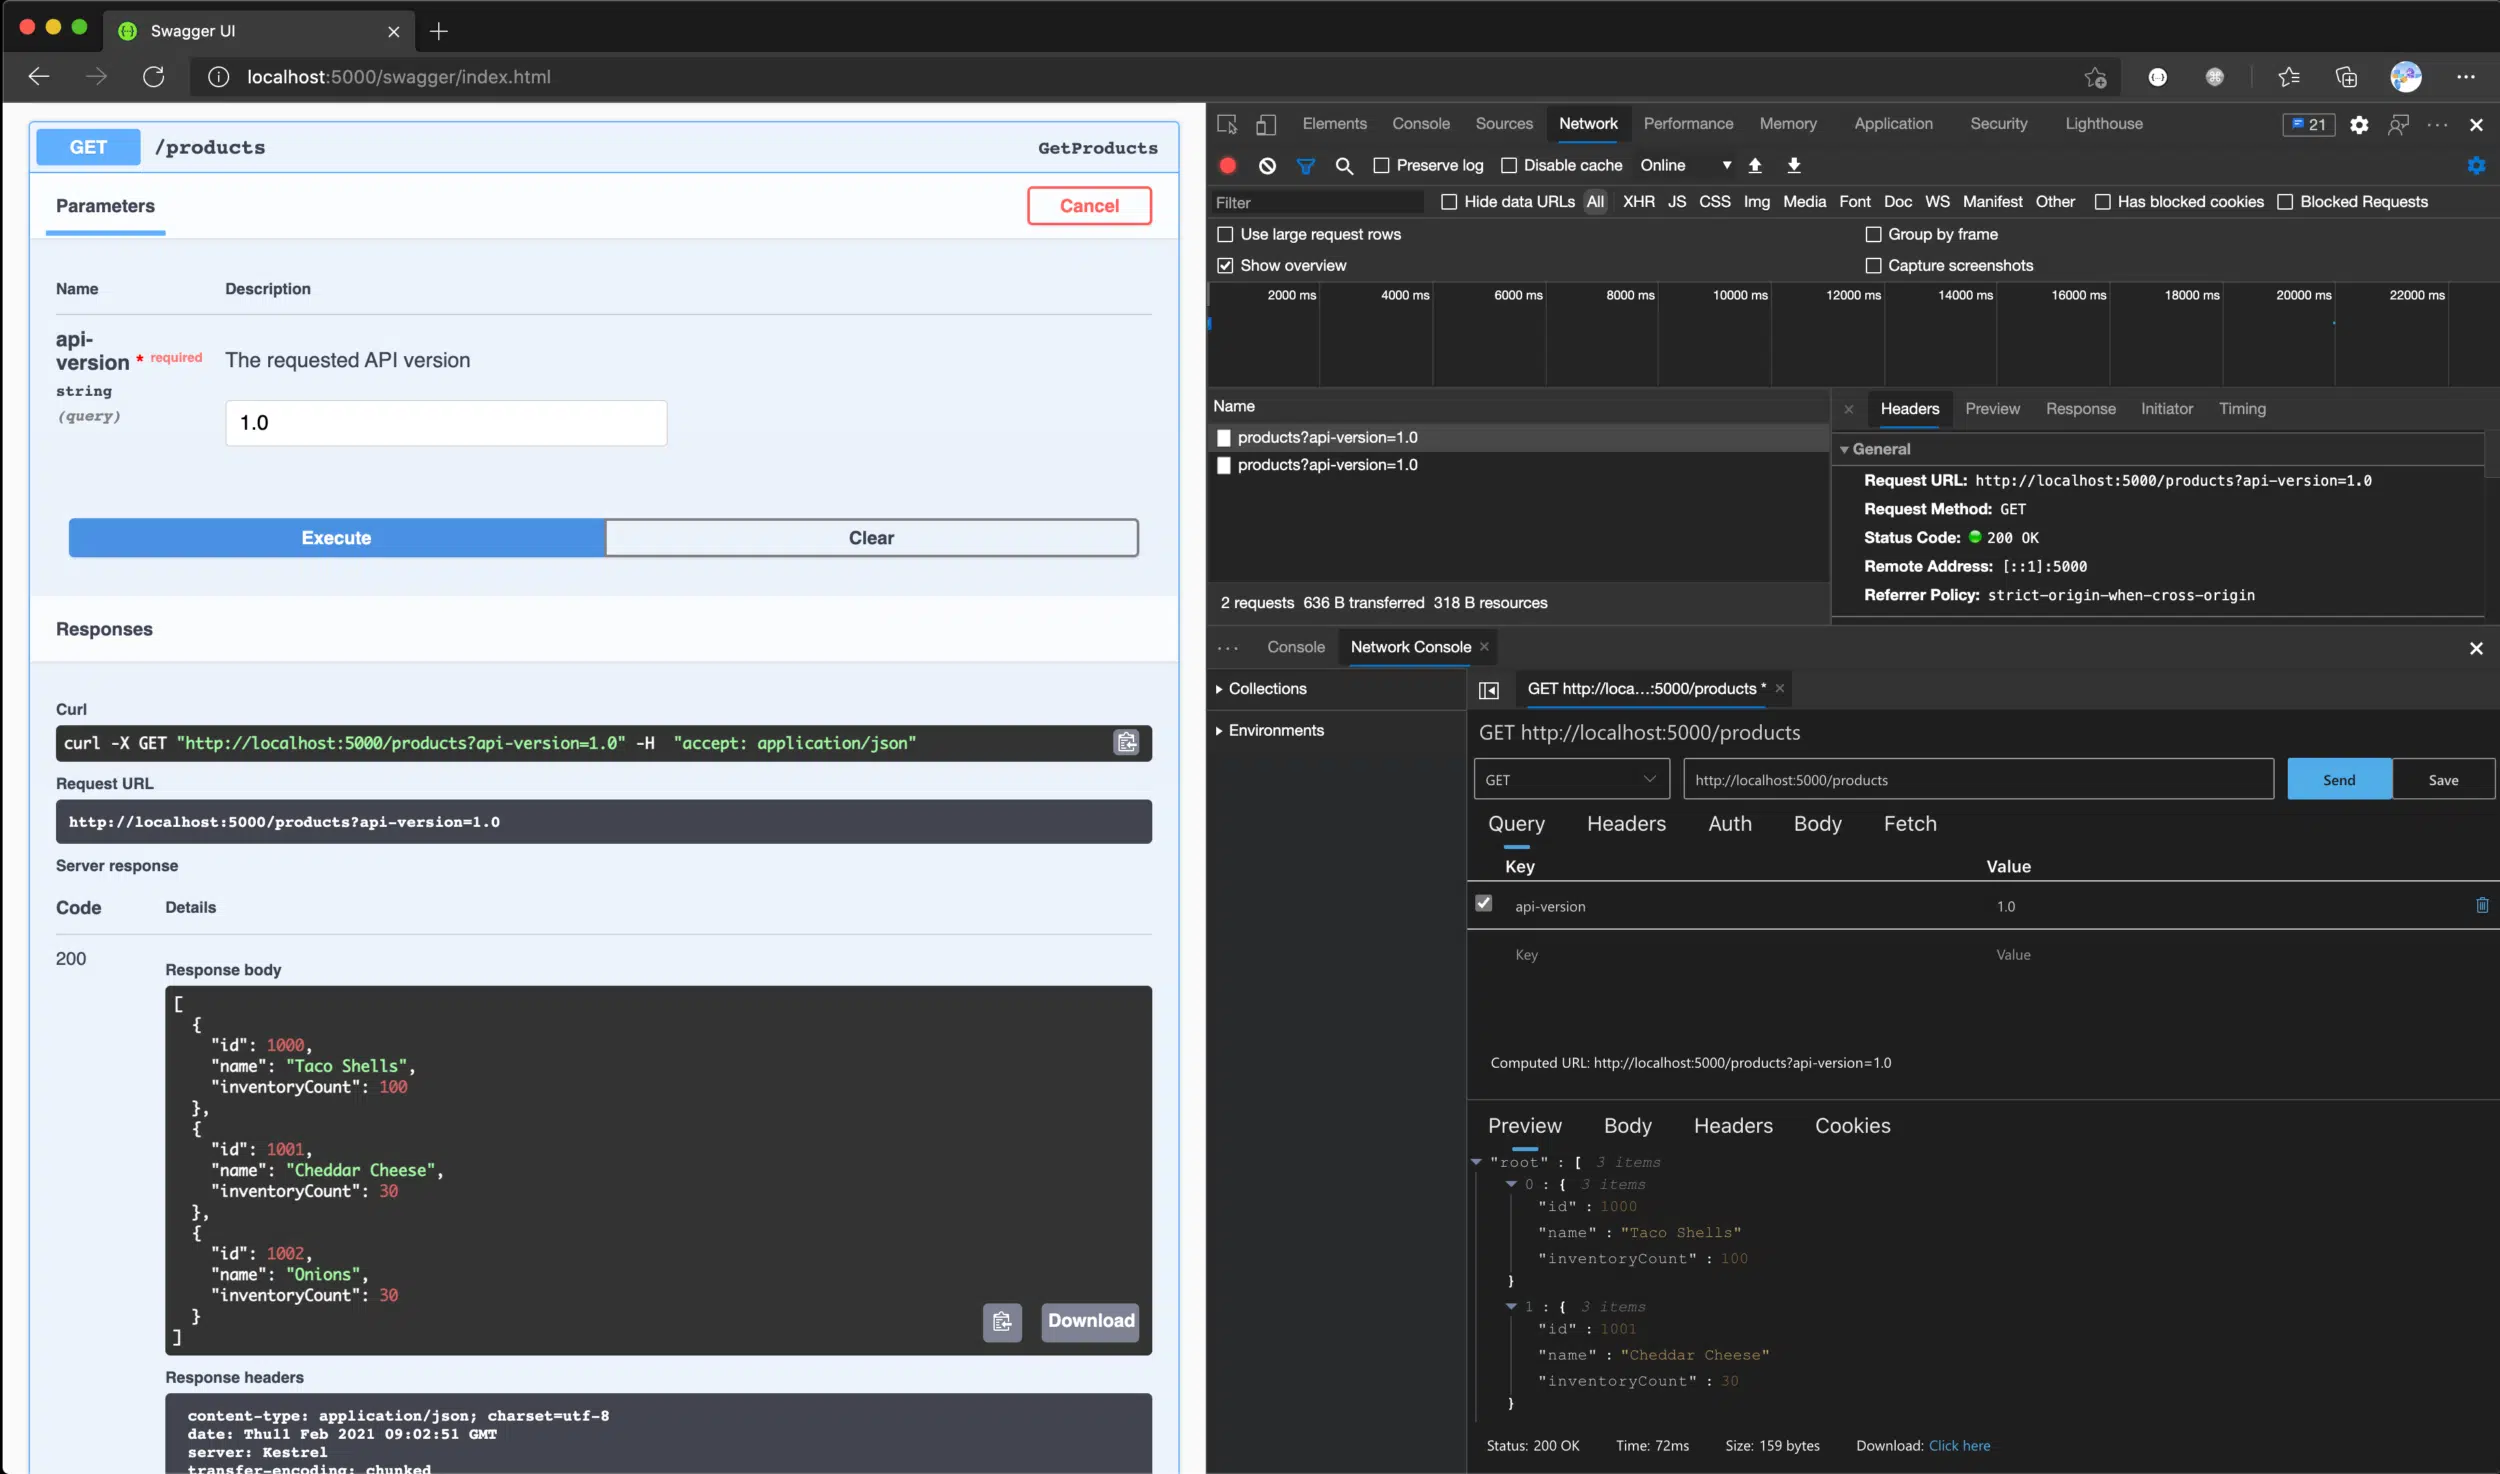 Swagger UI
localhost:5000/swagger/index.html
GET /products GetProducts
Parameters Cancel
Name Description
api-version * required
string
(query)
The requested API version
1.0
Execute Clear
Responses
Curl
curl -X GET "http://localhost:5000/products?api-version=1.0" -H  "accept: application/json"
Request URL
http://localhost:5000/products?api-version=1.0
Server response
Code Details
200
Response body
[
  {
    "id": 1000,
    "name": "Taco Shells",
    "inventoryCount": 100
  },
  {
    "id": 1001,
    "name": "Cheddar Cheese",
    "inventoryCount": 30
  },
  {
    "id": 1002,
    "name": "Onions",
    "inventoryCount": 30
  }
]
Download
Response headers
content-type: application/json; charset=utf-8
date: Thu11 Feb 2021 09:02:51 GMT
server: Kestrel
transfer-encoding: chunked
Elements Console Sources Network Performance Memory Application Security Lighthouse 21
Preserve log Disable cache Online
Filter Hide data URLs All XHR JS CSS Img Media Font Doc WS Manifest Other Has blocked cookies Blocked Requests
Use large request rows Group by frame
Show overview Capture screenshots
2000 ms 4000 ms 6000 ms 8000 ms 10000 ms 12000 ms 14000 ms 16000 ms 18000 ms 20000 ms 22000 ms
Name
products?api-version=1.0
products?api-version=1.0
2 requests 636 B transferred 318 B resources
Headers Preview Response Initiator Timing
General
Request URL: http://localhost:5000/products?api-version=1.0
Request Method: GET
Status Code: 200 OK
Remote Address: [::1]:5000
Referrer Policy: strict-origin-when-cross-origin
Console Network Console
Collections
Environments
GET http://loca...:5000/products *
GET http://localhost:5000/products
GET http://localhost:5000/products Send Save
Query Headers Auth Body Fetch
Key Value
api-version 1.0
Key Value
Computed URL: http://localhost:5000/products?api-version=1.0
Preview Body Headers Cookies
"root" : [ 3 items
0 : { 3 items
"id" : 1000
"name" : "Taco Shells"
"inventoryCount" : 100
}
1 : { 3 items
"id" : 1001
"name" : "Cheddar Cheese"
"inventoryCount" : 30
}
Status: 200 OK Time: 72ms Size: 159 bytes Download: Click here